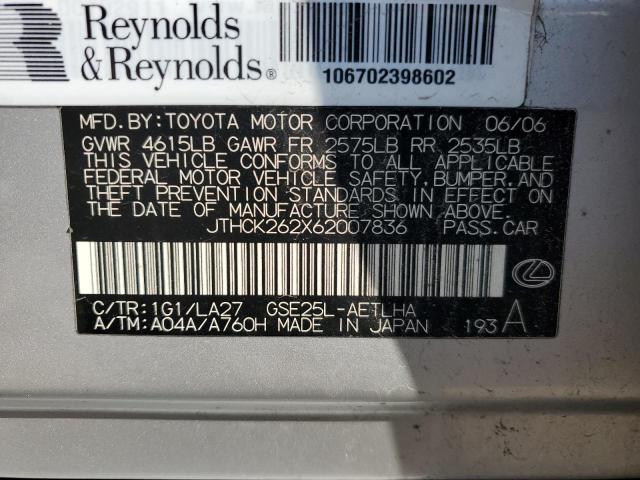 R
Reynolds
& Reynolds®
106702398602
MFD.BY:TOYOTA MOTOR CORPORATION 06/06
GVWR 4615LB GAWR FR 2575LB RR 2535LB
THIS VEHICLE CONFORMS TO ALL APPLICABLE
FEDERAL MOTOR VEHICLE SAFETY,BUMPER,AND
THEFT PREVENTION STANDARDS IN EFFECT ON
THE DATE OF MANUFACTURE SHOWN ABOVE.
JTHCK262X62007836 PASS.CAR
C/TR:1G1/LA27 GSE25L-AETLHA
A/TM:A04A/A760H MADE IN JAPAN 193A